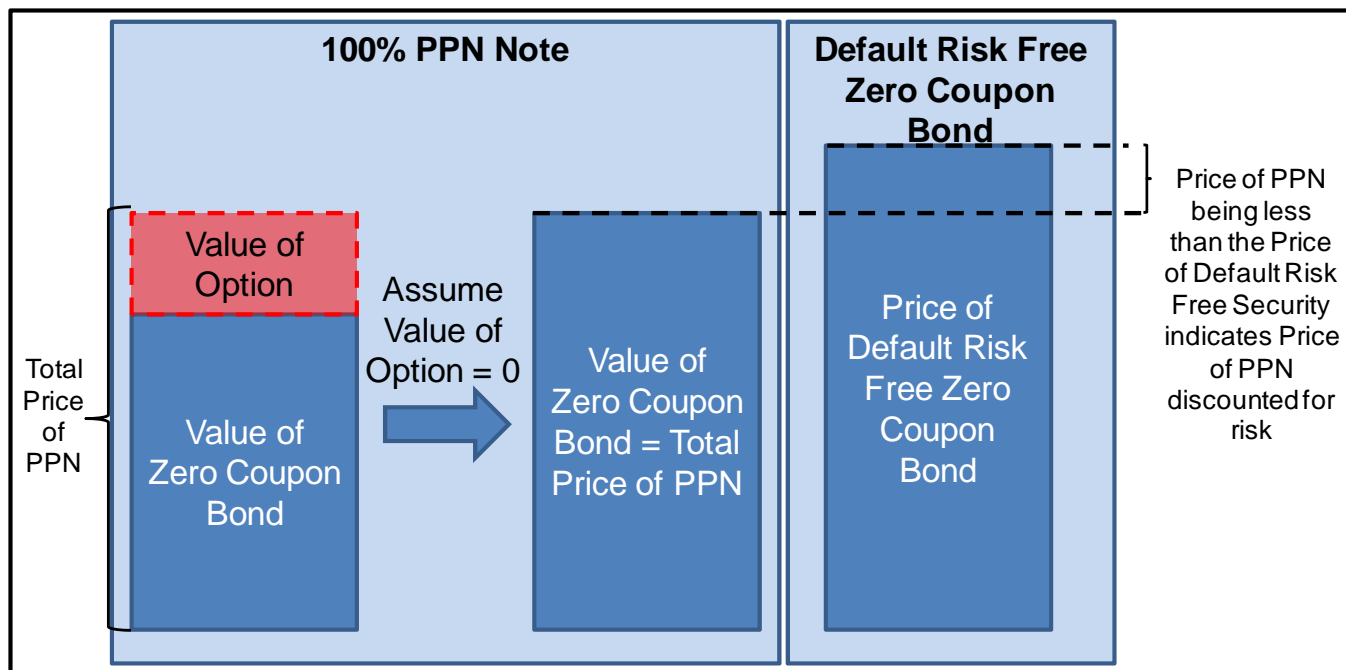 100% PPN Note
Default Risk Free
Zero Coupon
Bond
Total
Price
of
PPN
Value of
Option
Value of
Zero Coupon
Bond
Assume
Value of
Option = 0
Value of
Zero Coupon
Bond = Total
Price of PPN
Price of
Default Risk
Free Zero
Coupon
Bond
Price of PPN
being less
than the Price
of Default Risk
Free Security
indicates Price
of PPN
discounted for
risk